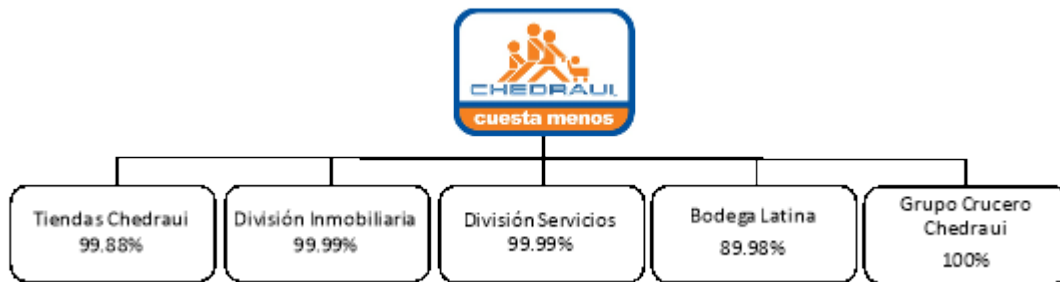 CHEDRAUI
cuesta menos
Tiendas Chedraui
99.88%
División Inmobiliaria
99.99%
División Servicios
99.99%
Bodega Latina
89.98%
Grupo Crucero
Chedraui
100%